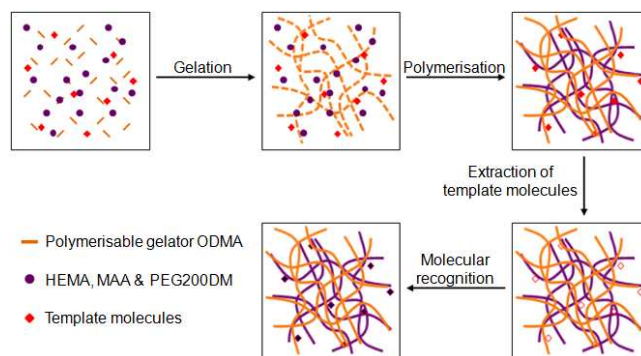 Gelation
Polymerisation
Extraction of
template molecules
Polymerisable gelator ODMA
HEMA, MAA & PEG200DM
Template molecules
Molecular
recognition